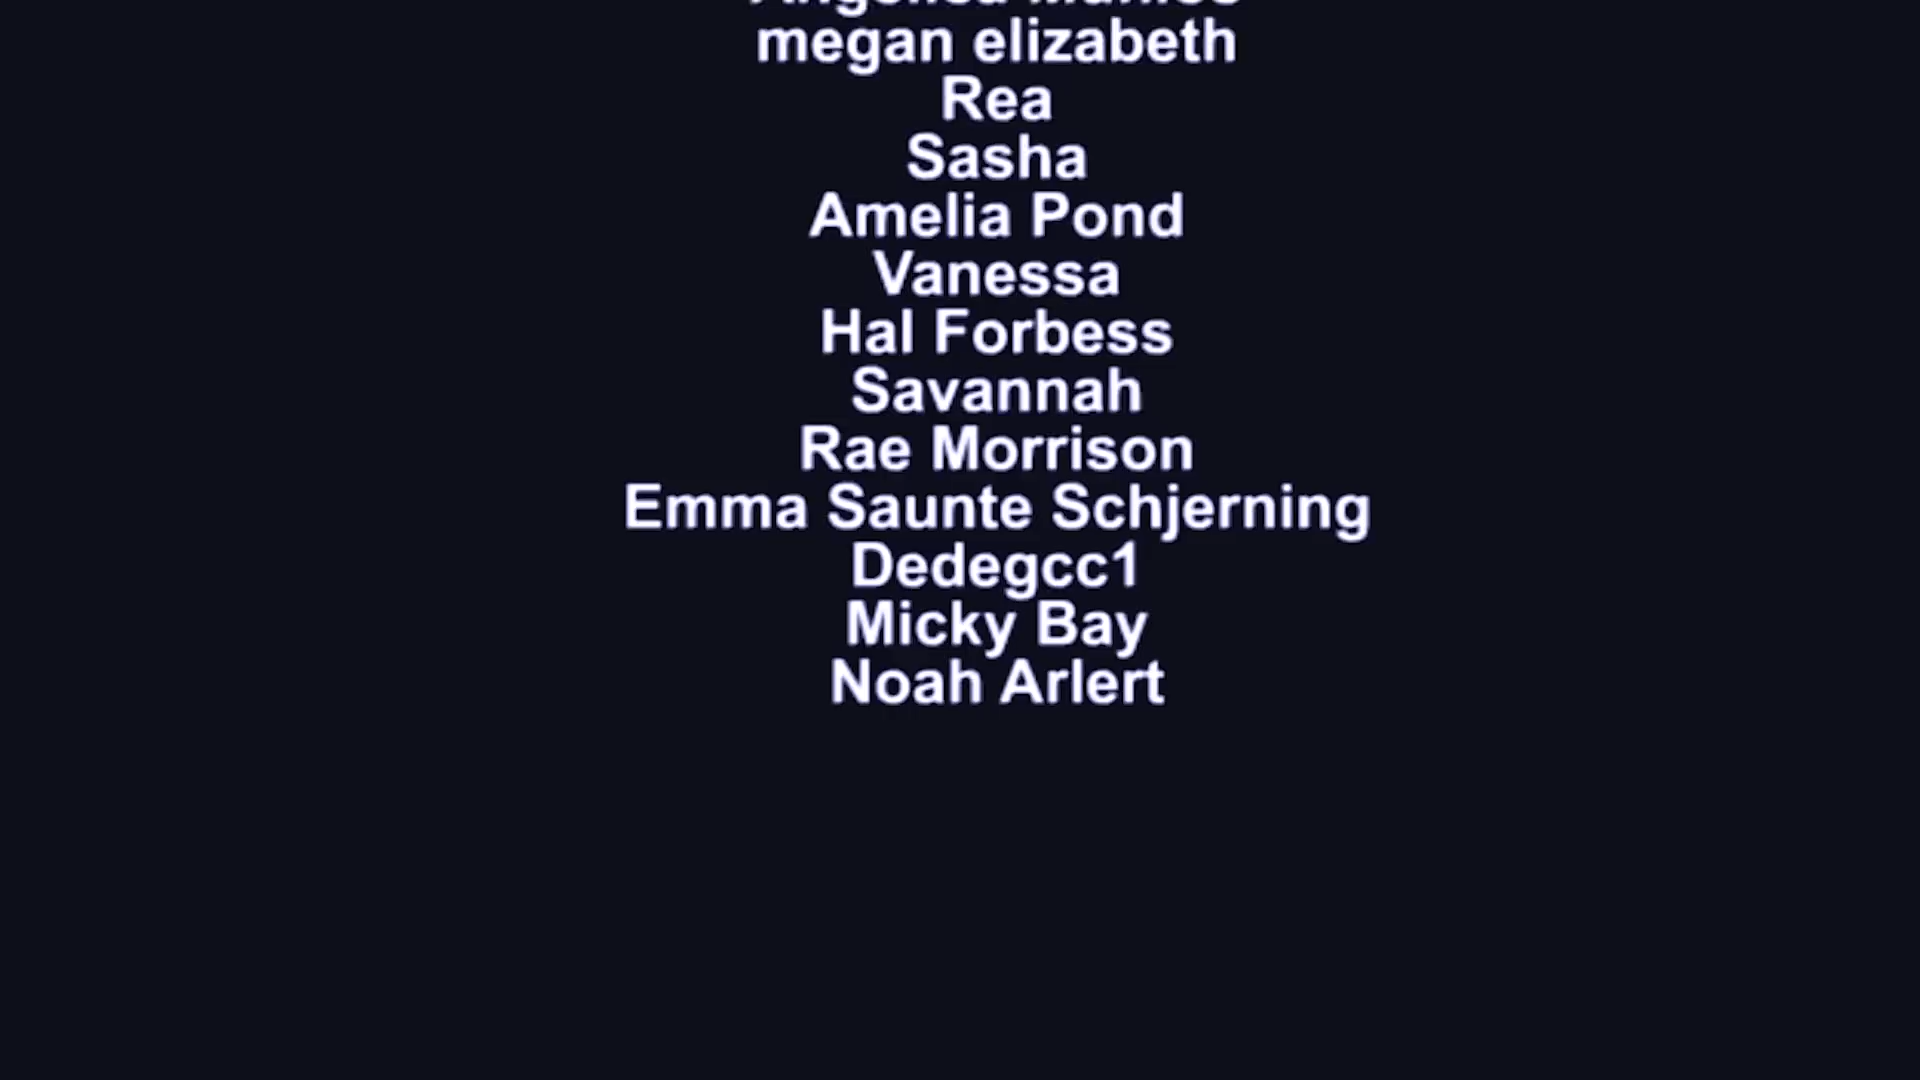 megan elizabeth
Rea
Sasha
Amelia Pond
Vanessa
Hal Forbess
Savannah
Rae Morrison
Emma Saunte Schjerning
Dedegcc1
Micky Bay
Noah Arlert